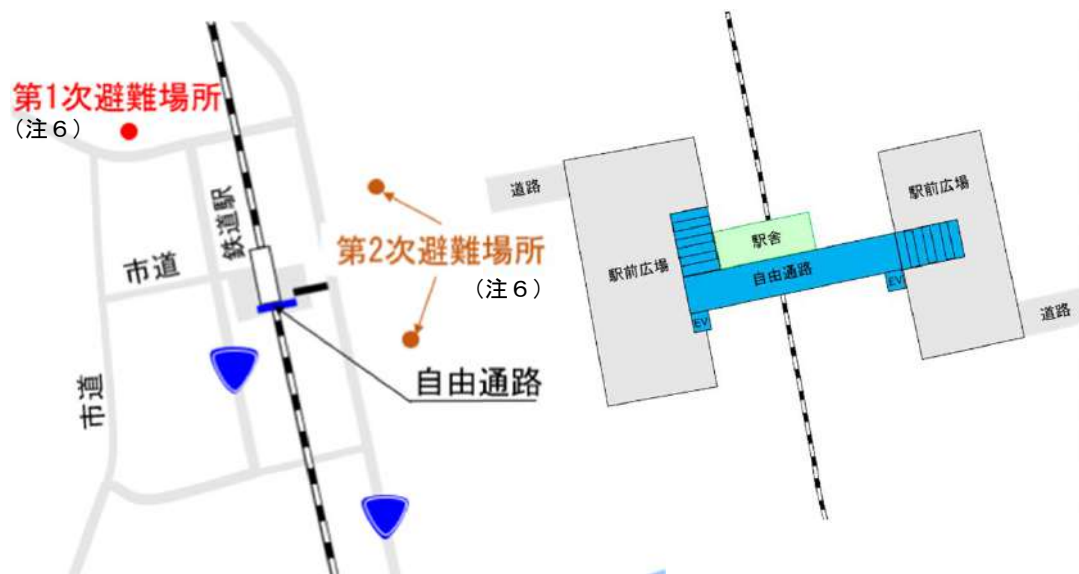 第1次避難場所
（注６）
鉄道駅
第2次避難場所
（注６）
市道
自由通路
市道
道路
駅前広場
駅舎
駅前広場
自由通路
EV
EV
道路